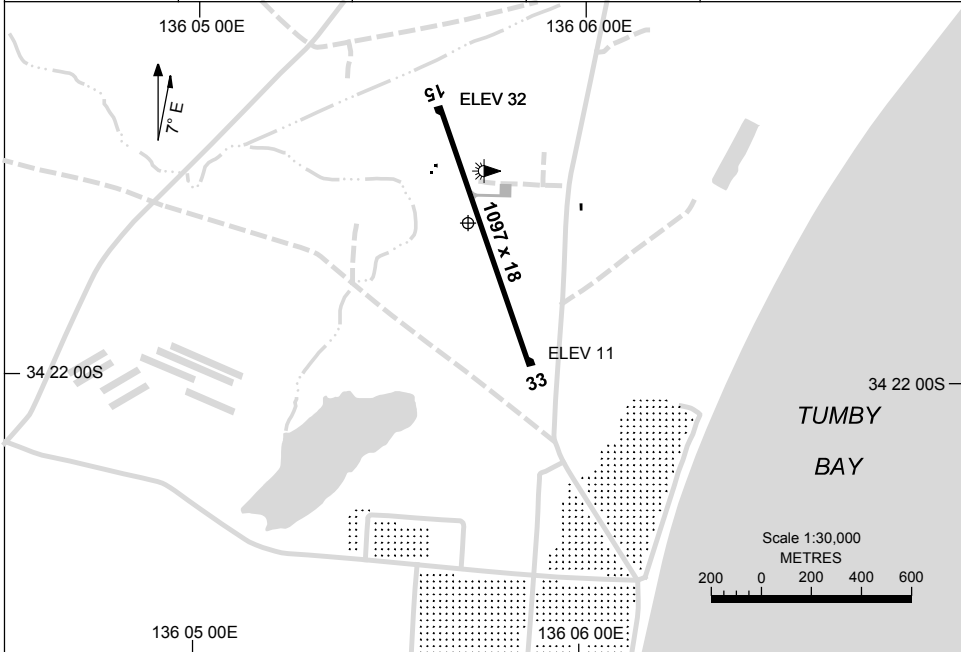 136 05 00E
136 06 00E
7° E
15
ELEV 32
1097 x 18
ELEV 11
33
34 22 00S
34 22 00S
TUMBY
BAY
Scale 1:30,000
METRES
200 0 200 400 600
136 05 00E
136 06 00E